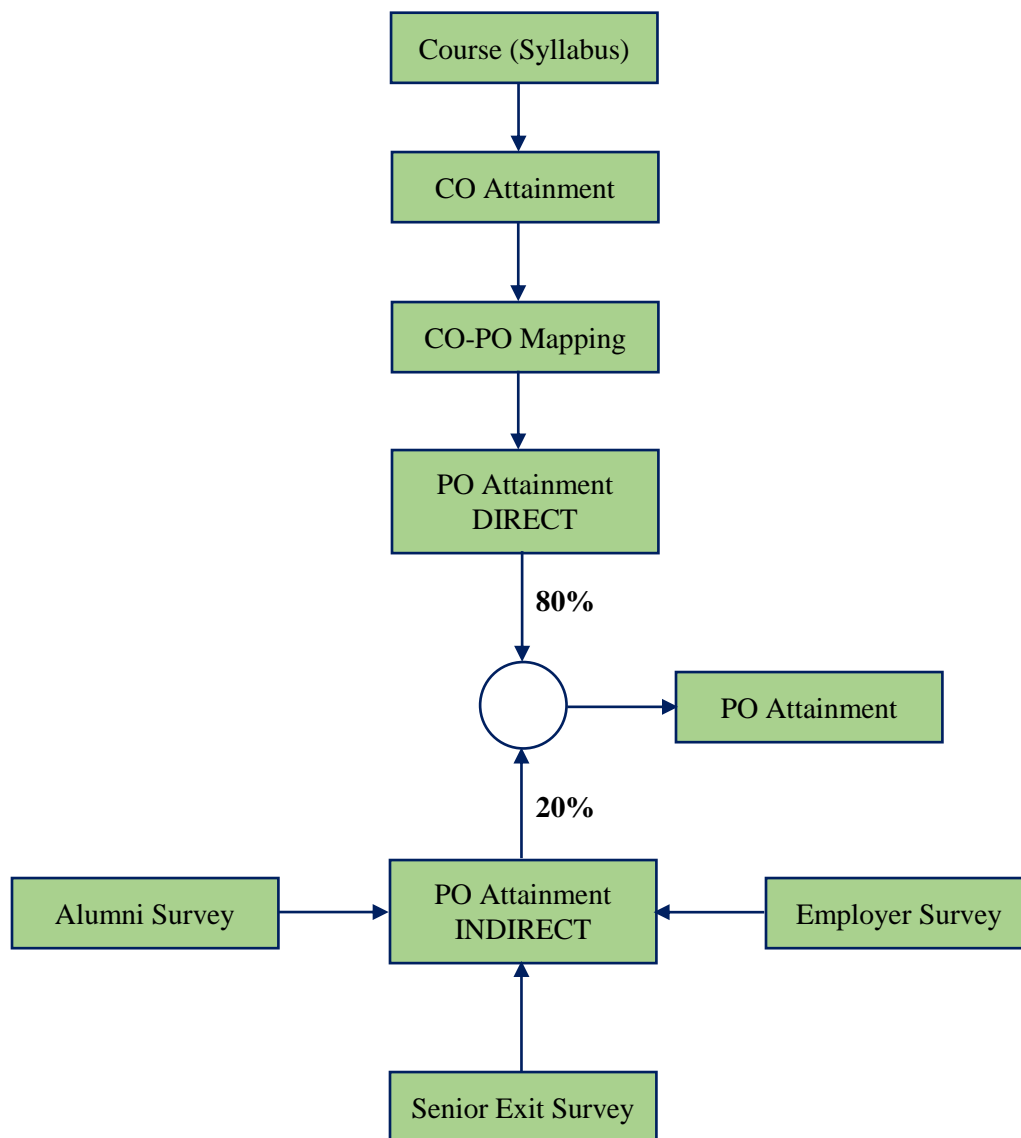 Course (Syllabus)
CO Attainment
CO-PO Mapping
PO Attainment
DIRECT
80%
PO Attainment
20%
Alumni Survey
PO Attainment
INDIRECT
Employer Survey
Senior Exit Survey